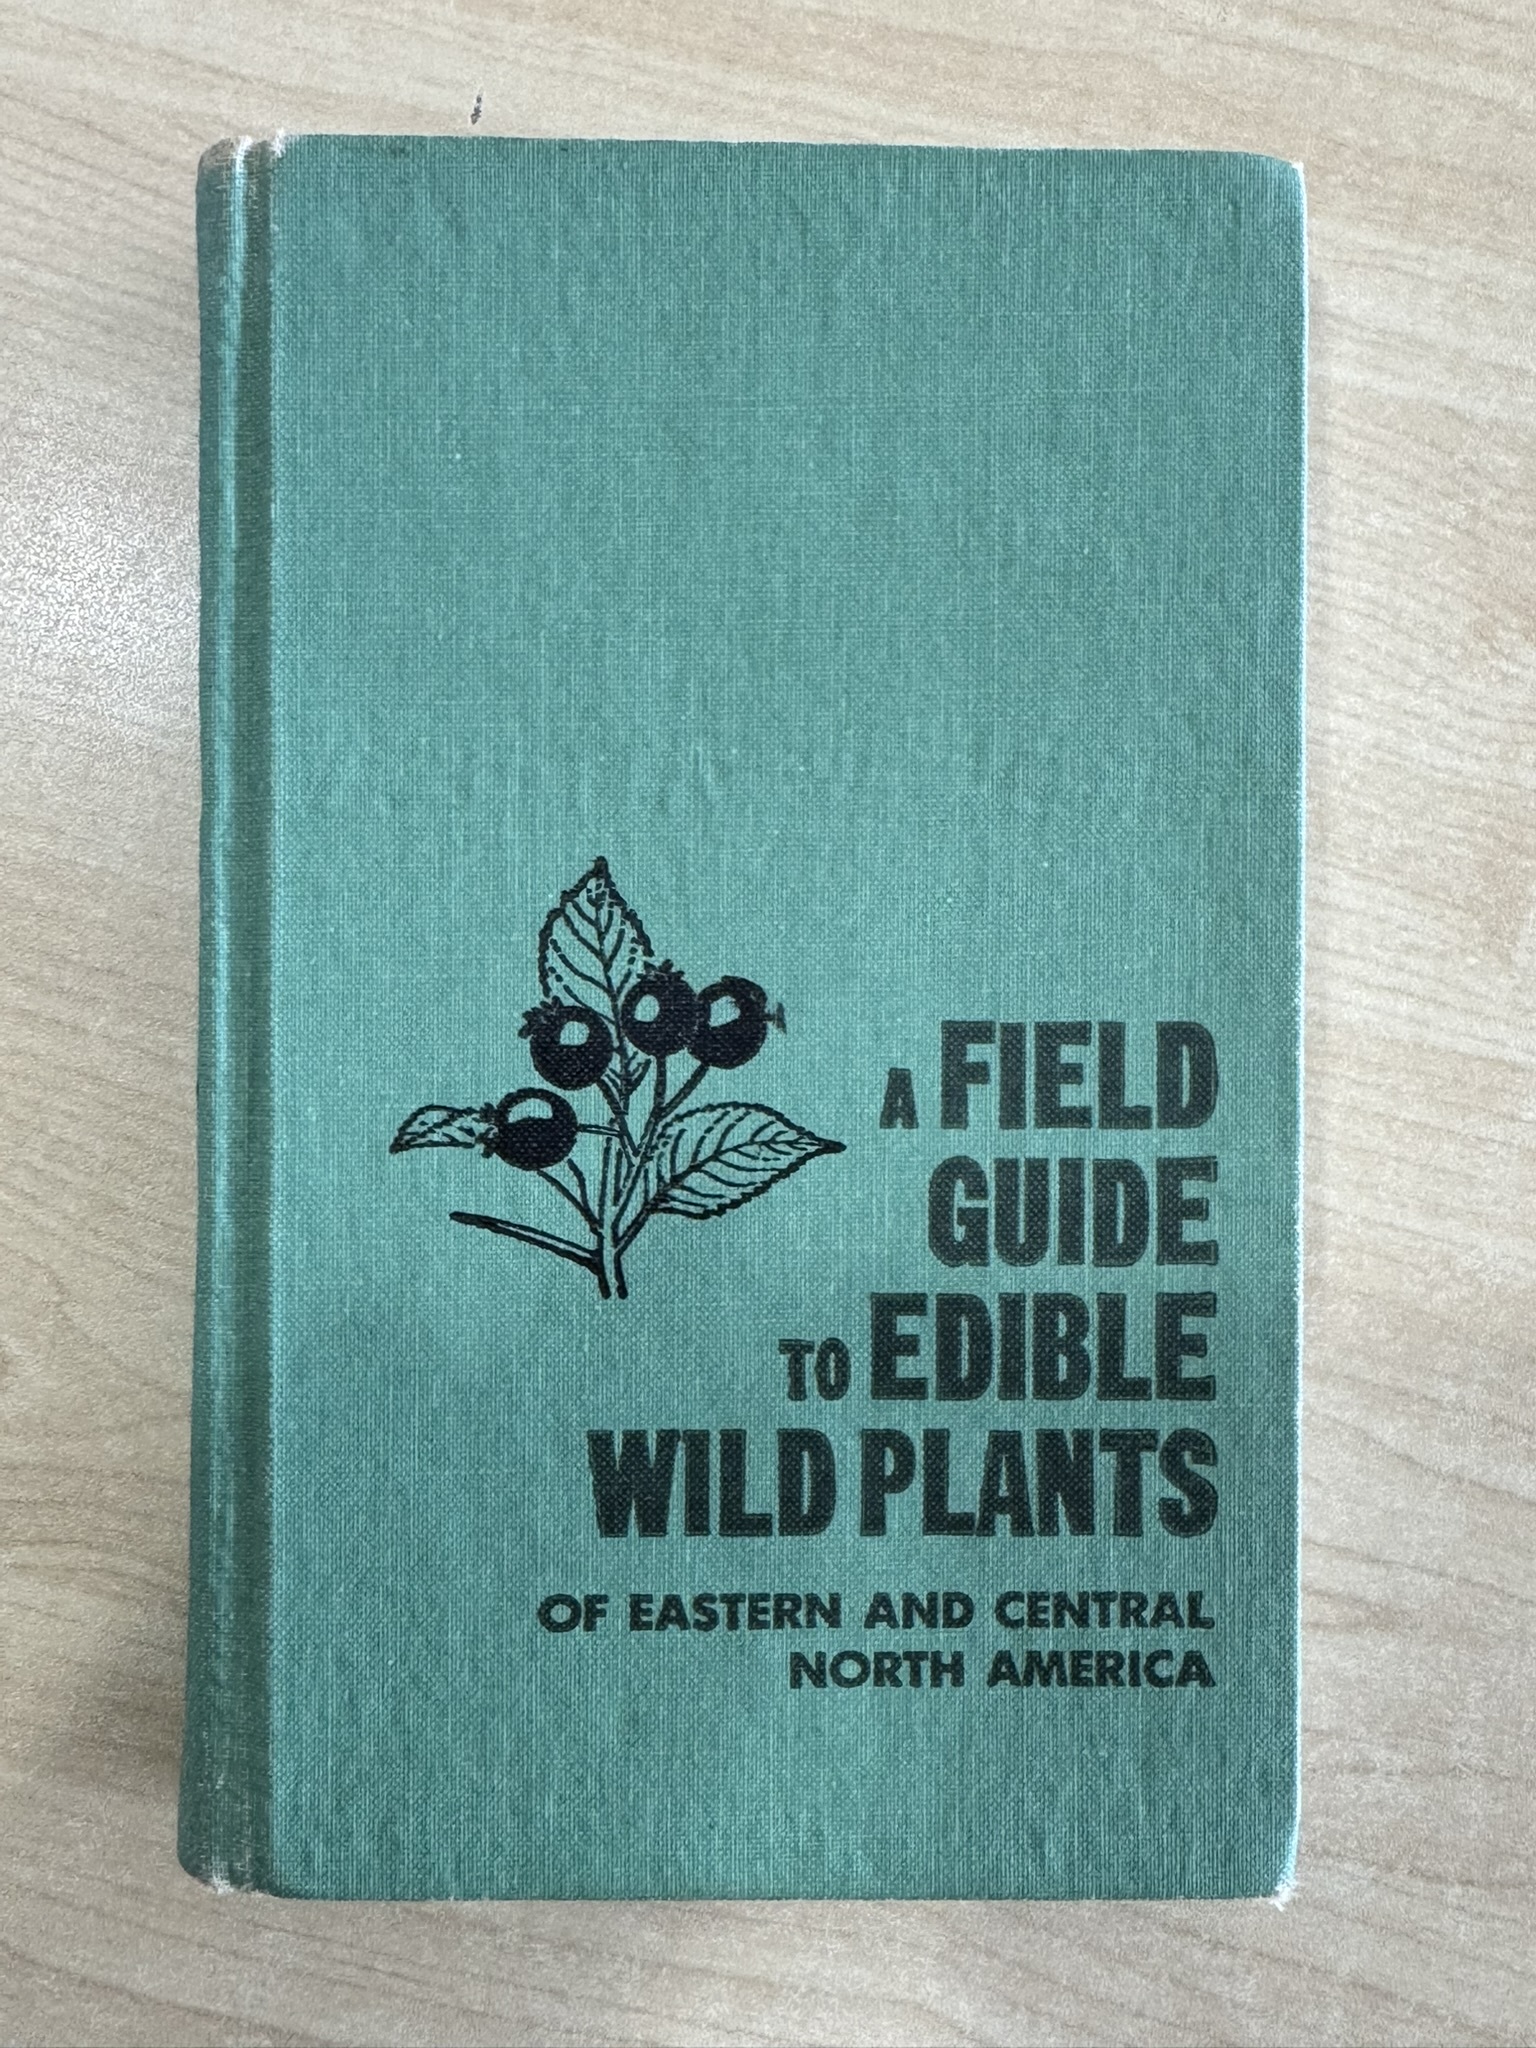 A FIELD
GUIDE
TO EDIBLE
WILD PLANTS
OF EASTERN AND CENTRAL
NORTH AMERICA